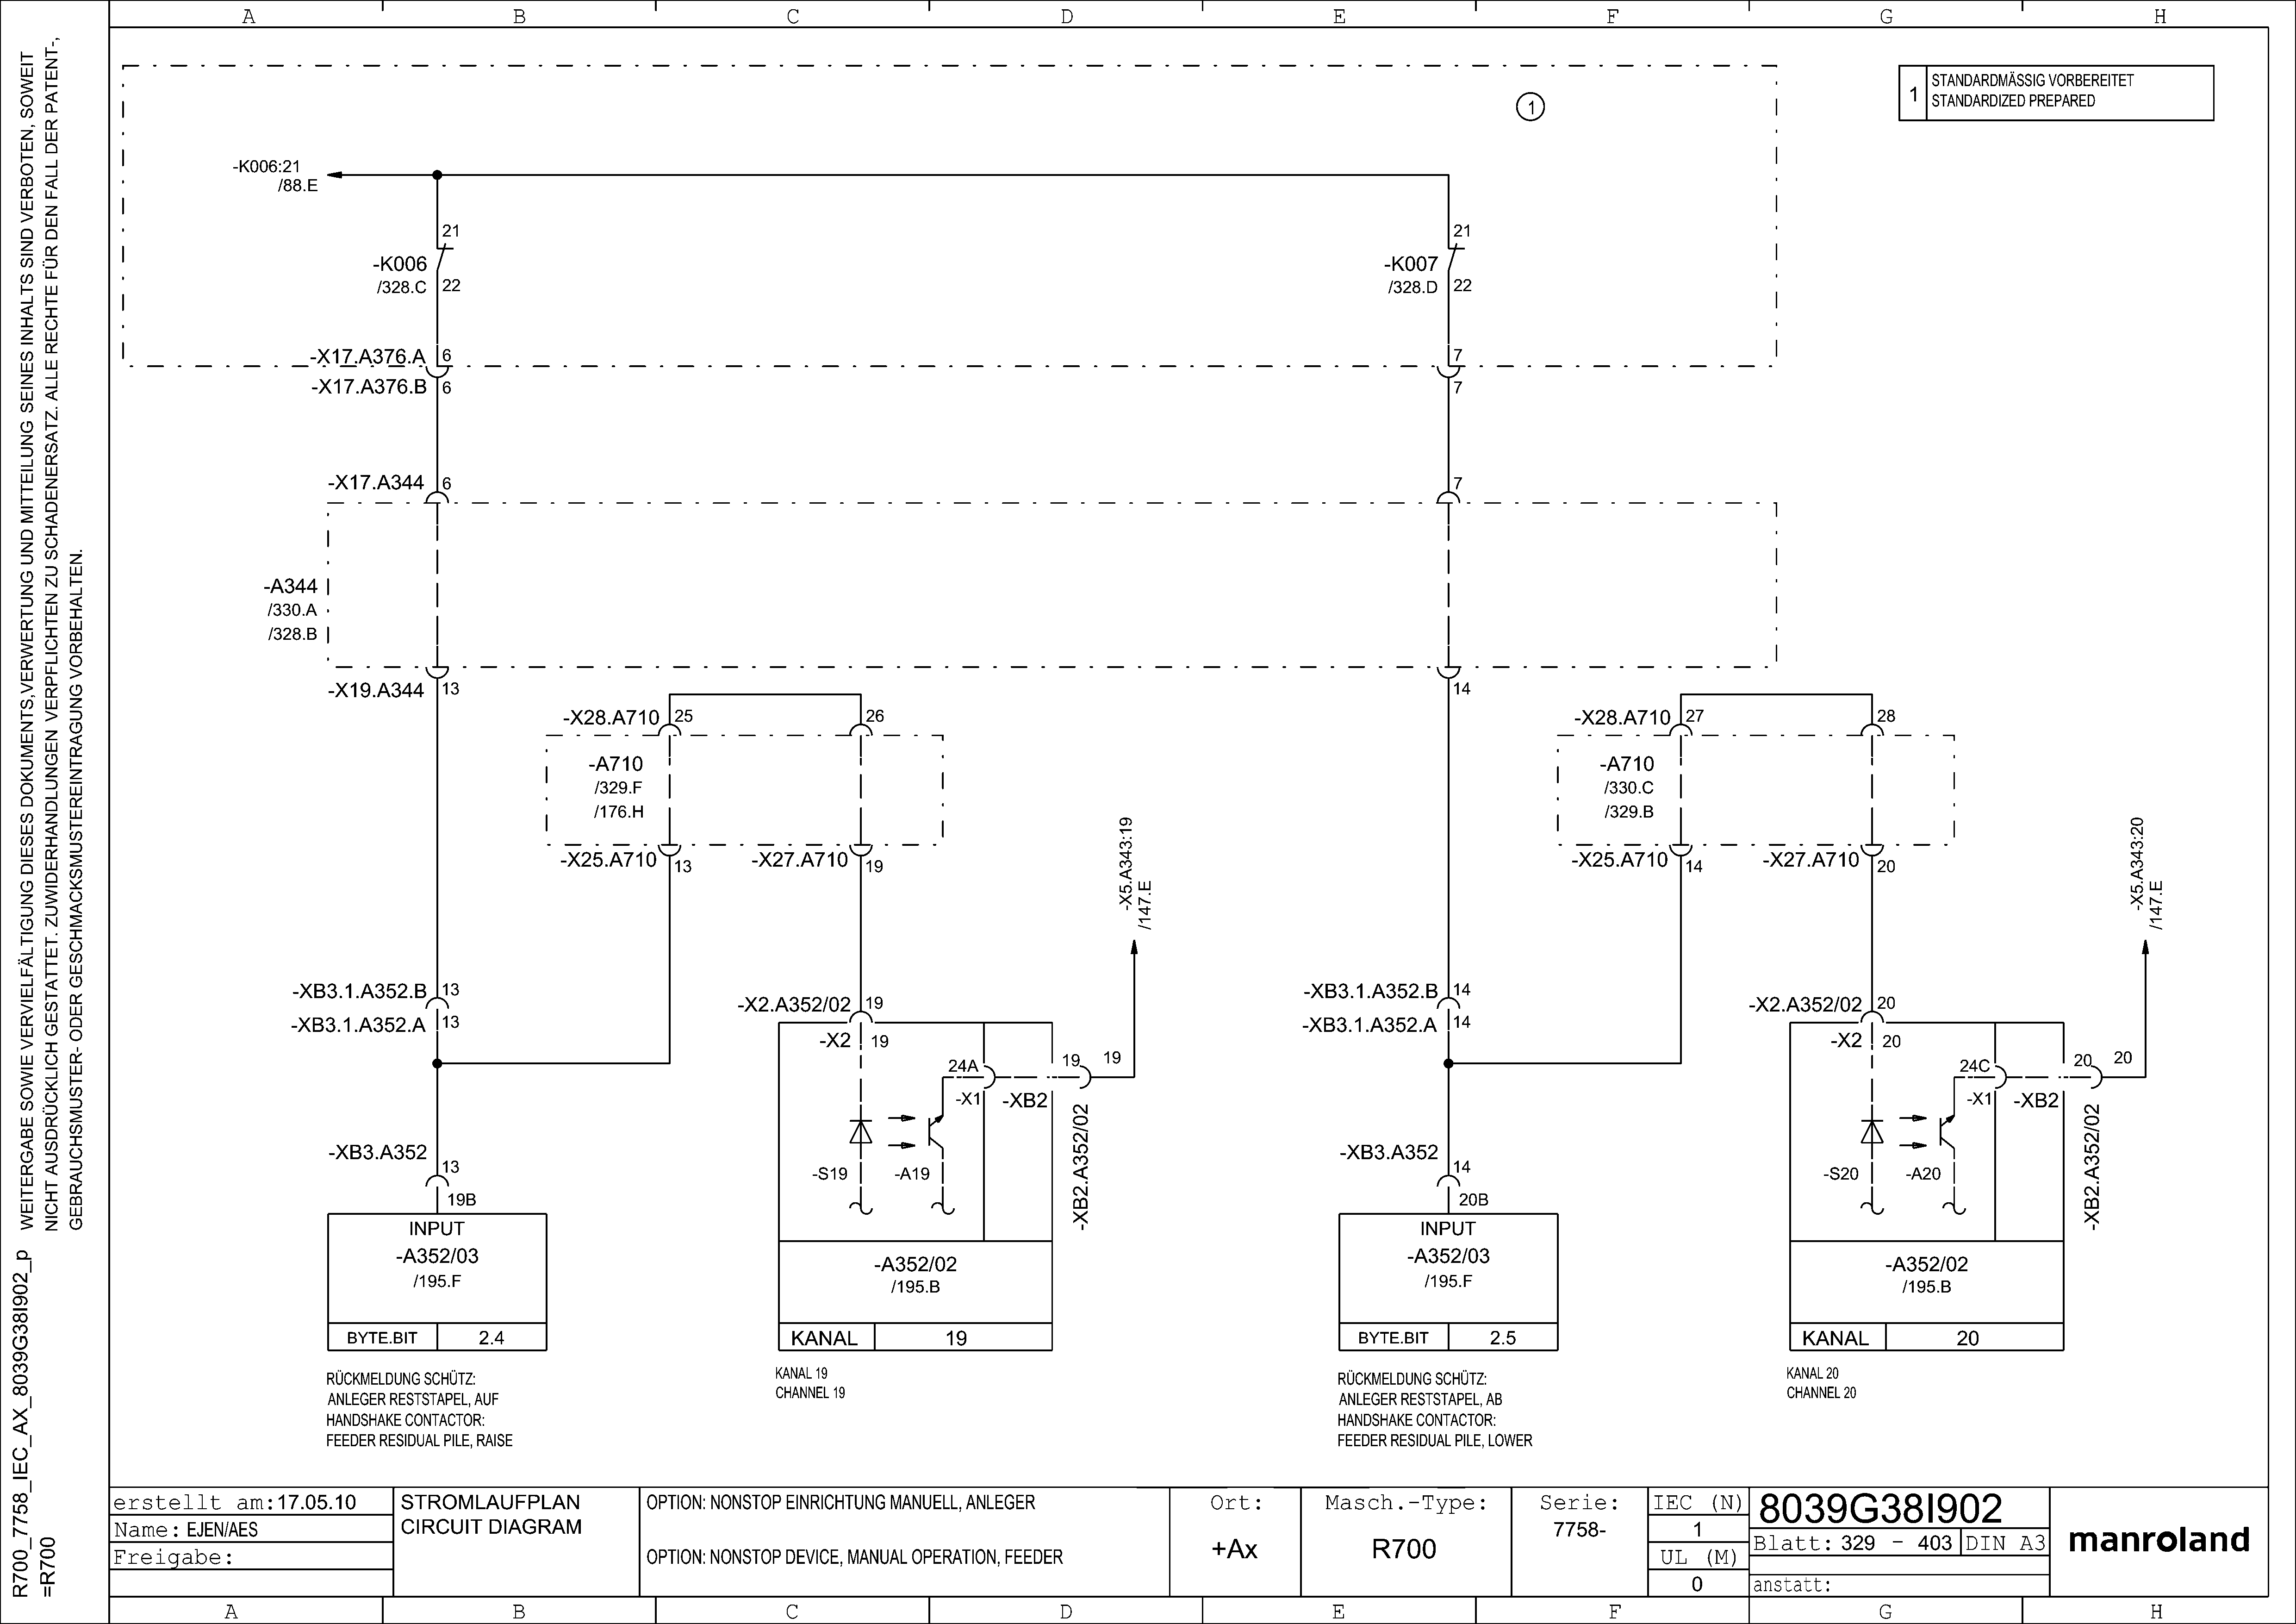 A B C D E F G H
1 STANDARDMÄSSIG VORBEREITET
STANDARDIZED PREPARED
1
-K006:21
/88.E
21
-K006
/328.C 22
21
-K007
/328.D 22
-X17.A376.A 6
7
-X17.A376.B 6
7
-X17.A344 6
7
-A344
/330.A
/328.B
-X19.A344 13
14
-X28.A710 25
26
-A710
/329.F
/176.H
-X25.A710 13
-X27.A710 19
-X28.A710 27
28
-A710
/330.C
/329.B
-X25.A710 14
-X27.A710 20
-X5.A343:19
/147.E
-X5.A343:20
/147.E
-XB3.1.A352.B 13
-XB3.1.A352.A 13
-X2.A352/02 19
-X2 19
24A
19 19
-X1 -XB2
-XB2.A352/02
-S19 -A19
-XB3.A352
13
19B
INPUT
-A352/03
/195.F
BYTE.BIT 2.4
-A352/02
/195.B
KANAL 19
-XB3.1.A352.B 14
-XB3.1.A352.A 14
-X2.A352/02 20
-X2 20
24C
20 20
-X1 -XB2
-XB2.A352/02
-S20 -A20
-XB3.A352
14
20B
INPUT
-A352/03
/195.F
BYTE.BIT 2.5
-A352/02
/195.B
KANAL 20
RÜCKMELDUNG SCHÜTZ:
ANLEGER RESTSTAPEL, AUF
HANDSHAKE CONTACTOR:
FEEDER RESIDUAL PILE, RAISE
KANAL 19
CHANNEL 19
RÜCKMELDUNG SCHÜTZ:
ANLEGER RESTSTAPEL, AB
HANDSHAKE CONTACTOR:
FEEDER RESIDUAL PILE, LOWER
KANAL 20
CHANNEL 20
WEITERGABE SOWIE VERVIELFÄLTIGUNG DIESES DOKUMENTS,VERWERTUNG UND MITTEILUNG SEINES INHALTS SIND VERBOTEN, SOWEIT
NICHT AUSDRÜCKLICH GESTATTET. ZUWIDERHANDLUNGEN VERPFLICHTEN ZU SCHADENERSATZ. ALLE RECHTE FÜR DEN FALL DER PATENT-,
GEBRAUCHSMUSTER- ODER GESCHMACKSMUSTEREINTRAGUNG VORBEHALTEN.
R700_7758_IEC_AX_8039G38I902_p
=R700
erstellt am:17.05.10
Name: EJEN/AES
Freigabe:
STROMLAUFPLAN
CIRCUIT DIAGRAM
OPTION: NONSTOP EINRICHTUNG MANUELL, ANLEGER
OPTION: NONSTOP DEVICE, MANUAL OPERATION, FEEDER
Ort:
+Ax
Masch.-Type:
R700
Serie:
7758-
IEC (N)
1
UL (M)
0
8039G38I902
Blatt: 329 - 403 DIN A3
anstatt:
manroland
A B C D E F G H